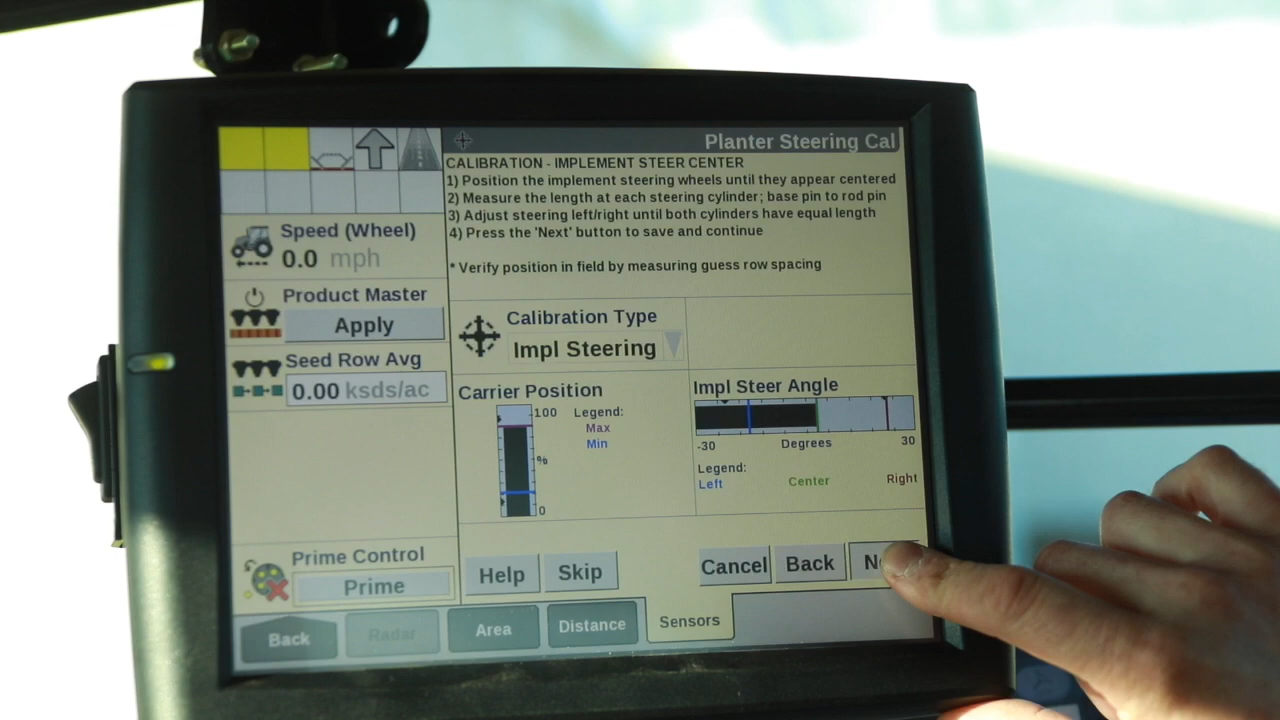 Planter Steering Cal
CALIBRATION - IMPLEMENT STEER CENTER
1) Position the implement steering wheels until they appear centered
2) Measure the length at each steering cylinder; base pin to rod pin
3) Adjust steering left/right until both cylinders have equal length
4) Press the 'Next' button to save and continue
* Verify position in field by measuring guess row spacing
Speed (Wheel)
0.0 mph
Product Master
Apply
Seed Row Avg
0.00 ksds/ac
Calibration Type
Impl Steering
Carrier Position
100
%
0
Legend:
Max
Min
Impl Steer Angle
-30 Degrees 30
Legend:
Left Center Right
Prime Control
Prime
Help Skip Cancel Back
Back Radar Area Distance Sensors